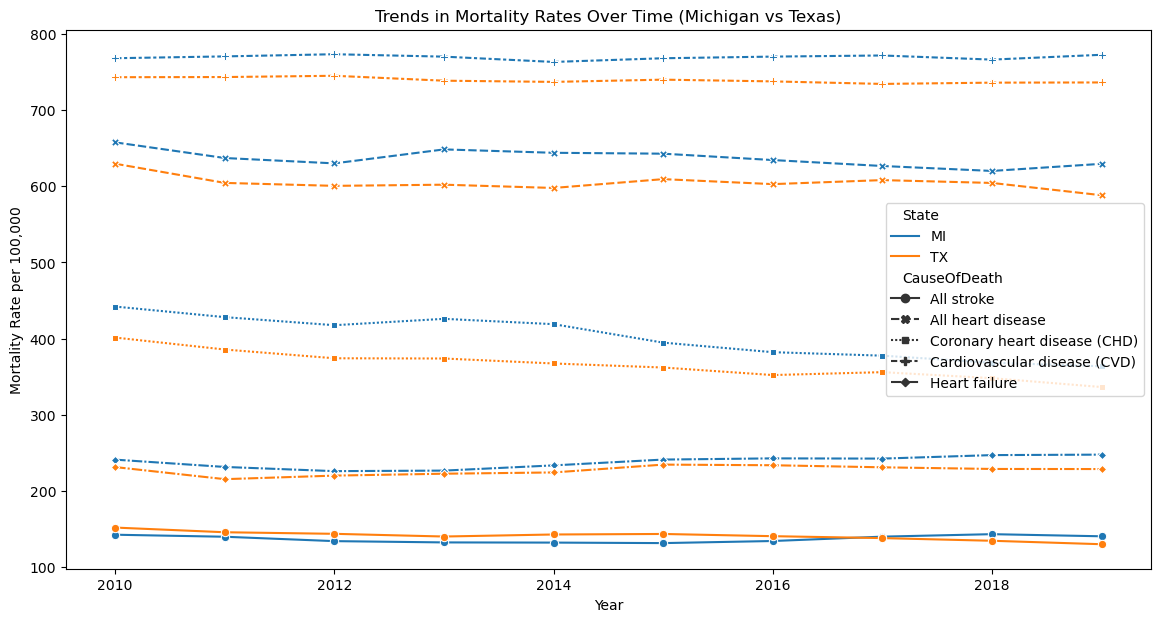 Trends in Mortality Rates Over Time (Michigan vs Texas)
Mortality Rate per 100,000
800
700
600
500
400
300
200
100
State
MI
TX
CauseOfDeath
All stroke
All heart disease
Coronary heart disease (CHD)
Cardiovascular disease (CVD)
Heart failure
2010
2012
2014
2016
2018
Year